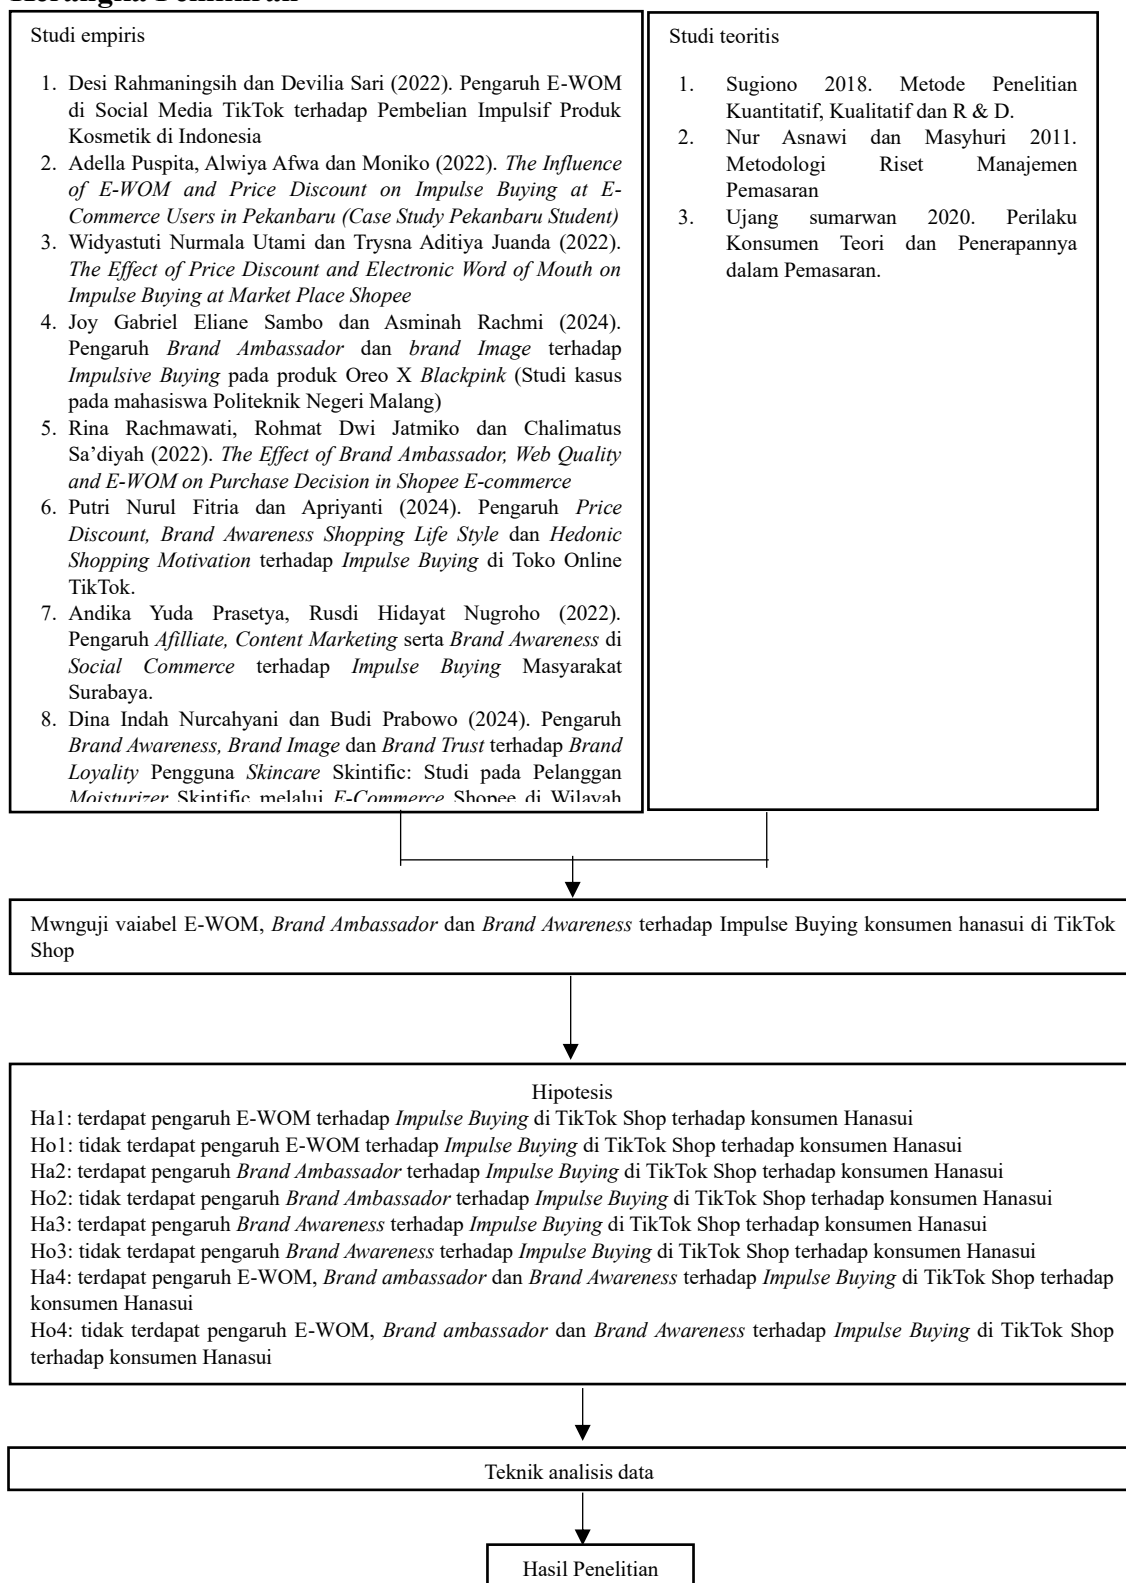 Studi empiris
1. Desi Rahmaningsih dan Devilia Sari (2022). Pengaruh E-WOM
di Social Media TikTok terhadap Pembelian Impulsif Produk
Kosmetik di Indonesia
2. Adella Puspita, Alwiya Afwa dan Moniko (2022). The Influence
of E-WOM and Price Discount on Impulse Buying at E-
Commerce Users in Pekanbaru (Case Study Pekanbaru Student)
3. Widyastuti Nurmala Utami dan Trysna Aditiya Juanda (2022).
The Effect of Price Discount and Electronic Word of Mouth on
Impulse Buying at Market Place Shopee
4. Joy Gabriel Eliane Sambo dan Asminah Rachmi (2024).
Pengaruh Brand Ambassador dan brand Image terhadap
Impulsive Buying pada produk Oreo X Blackpink (Studi kasus
pada mahasiswa Politeknik Negeri Malang)
5. Rina Rachmawati, Rohmat Dwi Jatmiko dan Chalimatus
Sa’diyah (2022). The Effect of Brand Ambassador, Web Quality
and E-WOM on Purchase Decision in Shopee E-commerce
6. Putri Nurul Fitria dan Apriyanti (2024). Pengaruh Price
Discount, Brand Awareness Shopping Life Style dan Hedonic
Shopping Motivation terhadap Impulse Buying di Toko Online
TikTok.
7. Andika Yuda Prasetya, Rusdi Hidayat Nugroho (2022).
Pengaruh Afilliate, Content Marketing serta Brand Awareness di
Social Commerce terhadap Impulse Buying Masyarakat
Surabaya.
8. Dina Indah Nurcahyani dan Budi Prabowo (2024). Pengaruh
Brand Awareness, Brand Image dan Brand Trust terhadap Brand
Loyality Pengguna Skincare Skintific: Studi pada Pelanggan
Moisturizer Skintific melalui E-Commerce Shopee di Wilayah
Studi teoritis
1. Sugiono 2018. Metode Penelitian
Kuantitatif, Kualitatif dan R & D.
2. Nur Asnawi dan Masyhuri 2011.
Metodologi Riset Manajemen
Pemasaran
3. Ujang sumarwan 2020. Perilaku
Konsumen Teori dan Penerapannya
dalam Pemasaran.
Mwnguji vaiabel E-WOM, Brand Ambassador dan Brand Awareness terhadap Impulse Buying konsumen hanasui di TikTok
Shop
Hipotesis
Ha1: terdapat pengaruh E-WOM terhadap Impulse Buying di TikTok Shop terhadap konsumen Hanasui
Ho1: tidak terdapat pengaruh E-WOM terhadap Impulse Buying di TikTok Shop terhadap konsumen Hanasui
Ha2: terdapat pengaruh Brand Ambassador terhadap Impulse Buying di TikTok Shop terhadap konsumen Hanasui
Ho2: tidak terdapat pengaruh Brand Ambassador terhadap Impulse Buying di TikTok Shop terhadap konsumen Hanasui
Ha3: terdapat pengaruh Brand Awareness terhadap Impulse Buying di TikTok Shop terhadap konsumen Hanasui
Ho3: tidak terdapat pengaruh Brand Awareness terhadap Impulse Buying di TikTok Shop terhadap konsumen Hanasui
Ha4: terdapat pengaruh E-WOM, Brand ambassador dan Brand Awareness terhadap Impulse Buying di TikTok Shop terhadap
konsumen Hanasui
Ho4: tidak terdapat pengaruh E-WOM, Brand ambassador dan Brand Awareness terhadap Impulse Buying di TikTok Shop
terhadap konsumen Hanasui
Teknik analisis data
Hasil Penelitian